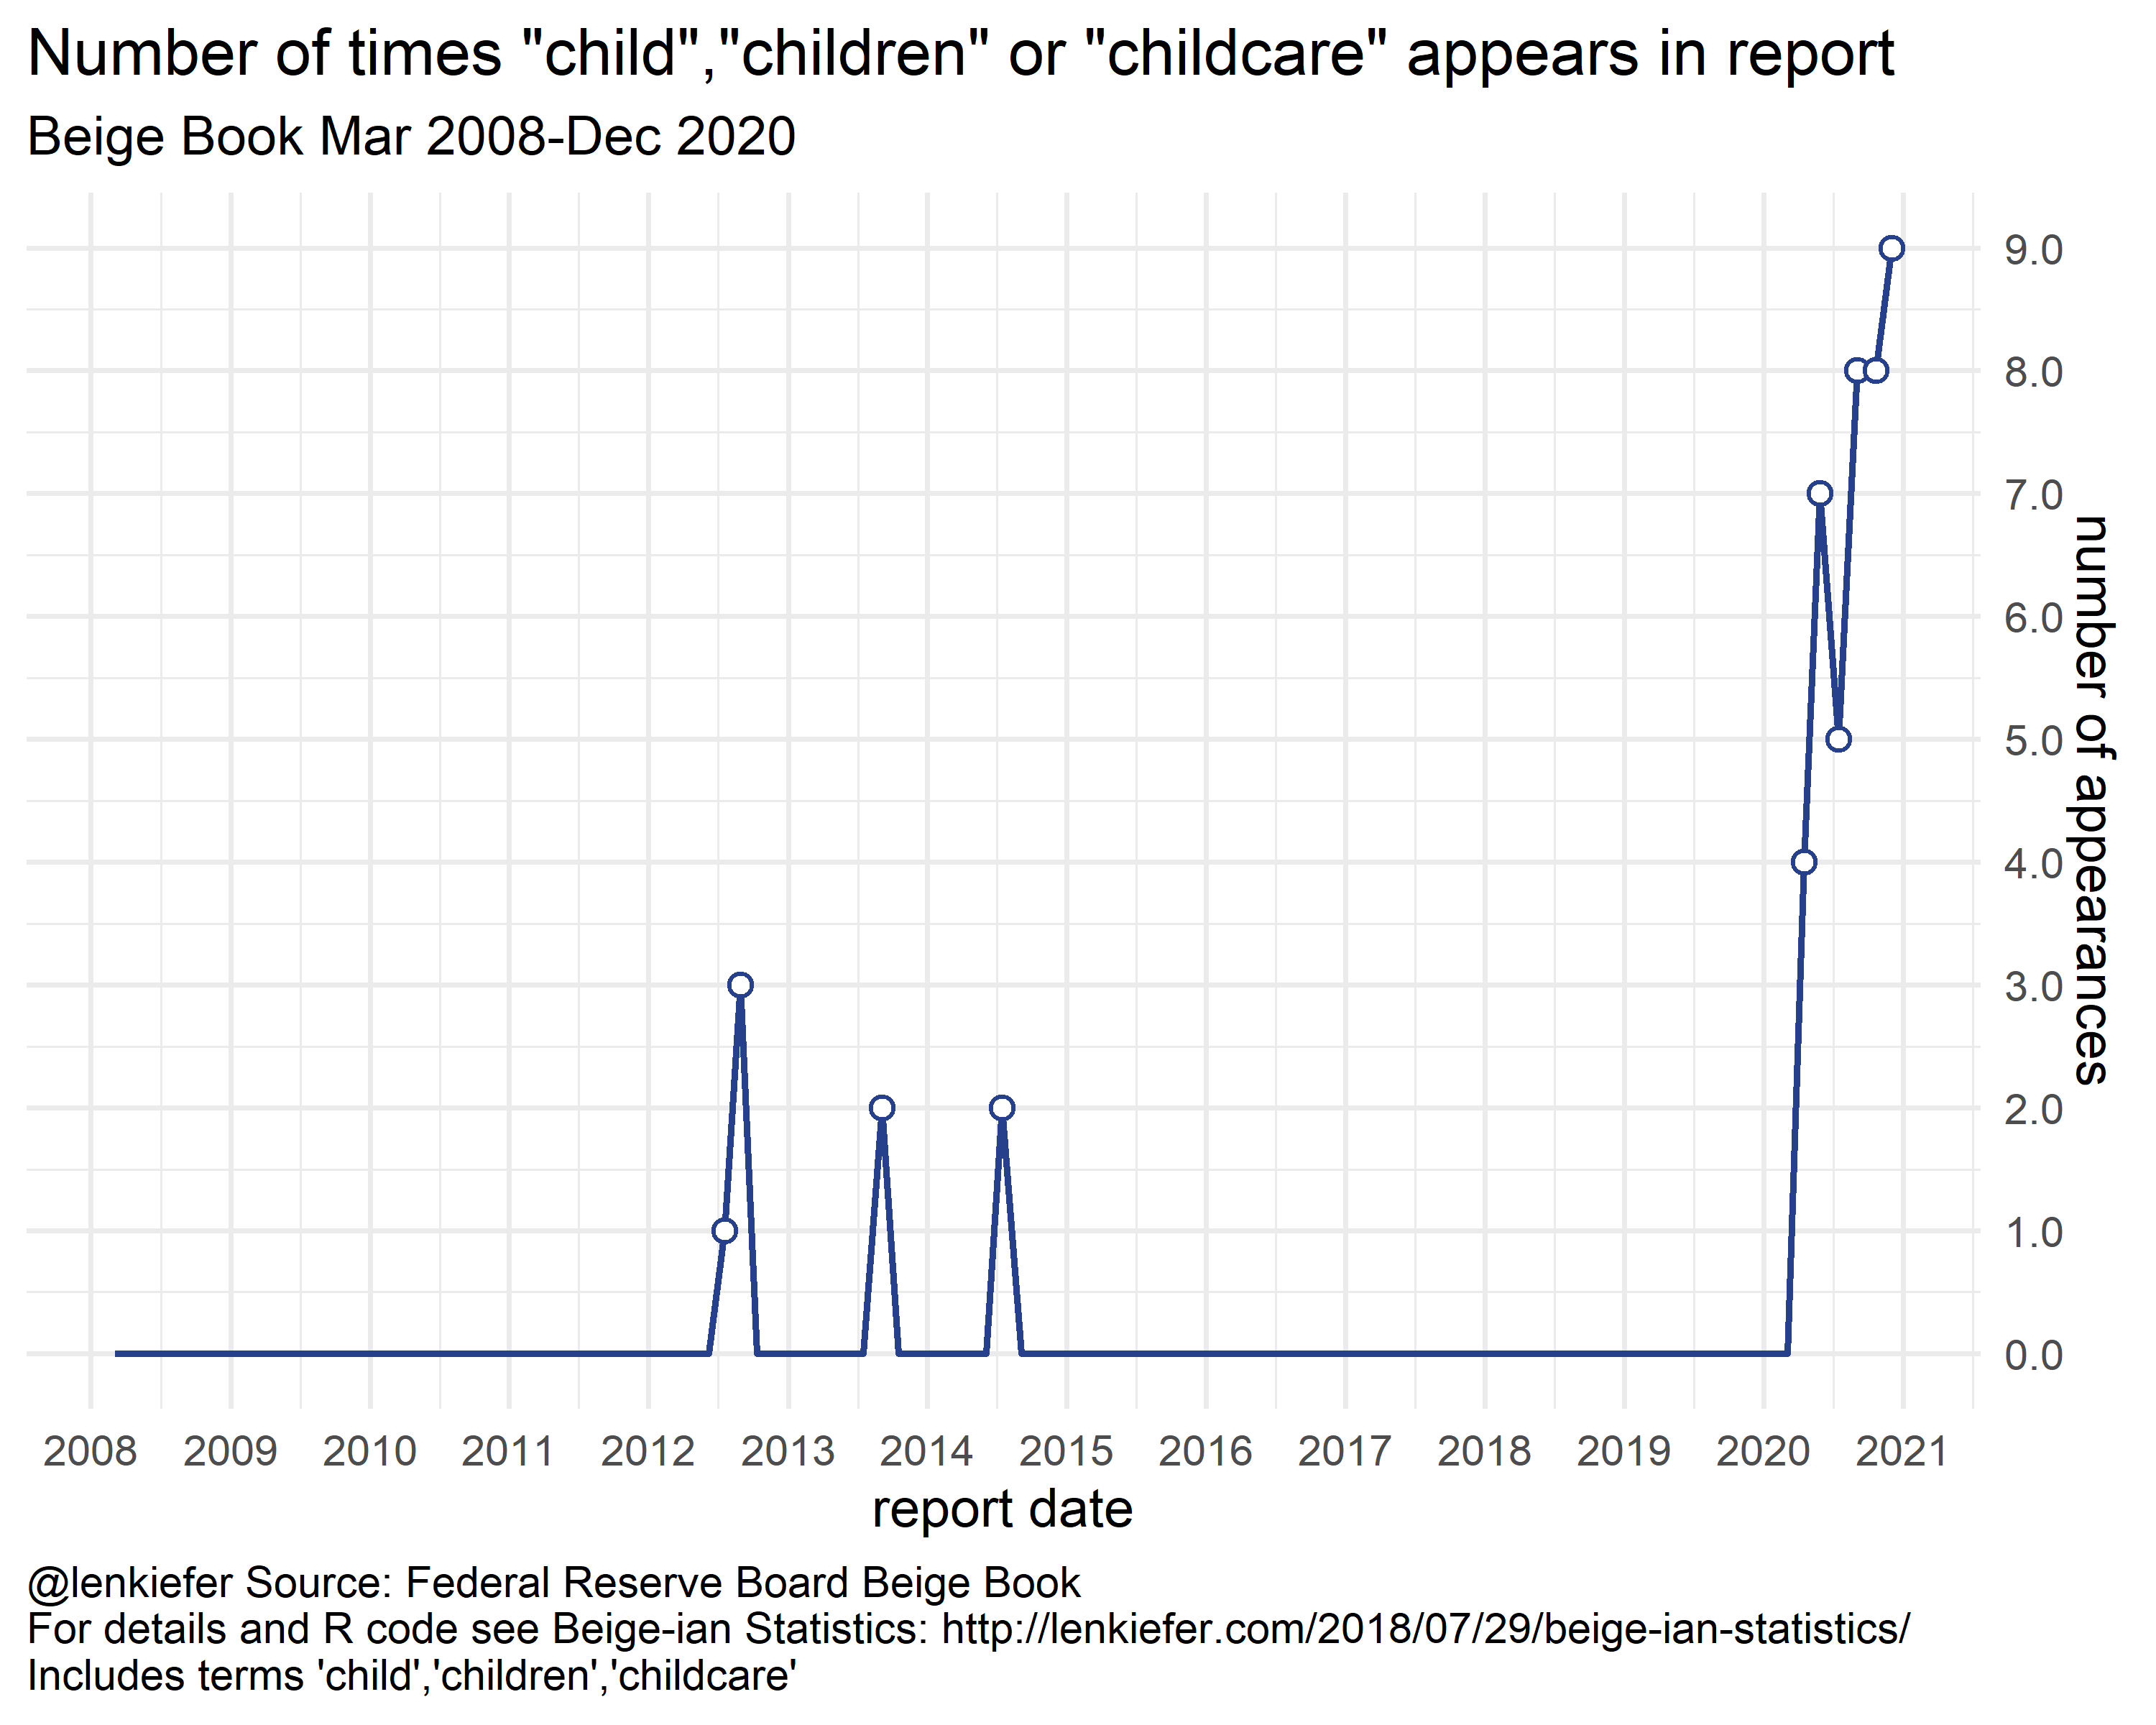 Number of times "child","children" or "childcare" appears in report
Beige Book Mar 2008-Dec 2020
9.0
8.0
7.0
6.0
5.0
4.0
3.0
2.0
1.0
0.0
number of appearances
2008 2009 2010 2011 2012 2013 2014 2015 2016 2017 2018 2019 2020 2021
report date
@lenkiefer Source: Federal Reserve Board Beige Book
For details and R code see Beige-ian Statistics: http://lenkiefer.com/2018/07/29/beige-ian-statistics/
Includes terms 'child','children','childcare'